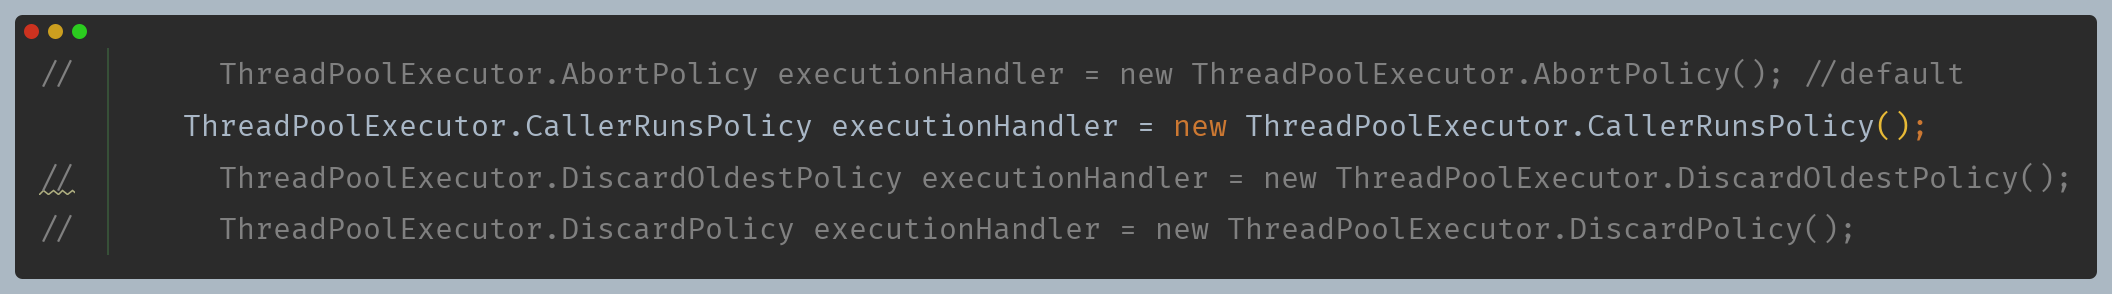 //        ThreadPoolExecutor.AbortPolicy executionHandler = new ThreadPoolExecutor.AbortPolicy(); //default
        ThreadPoolExecutor.CallerRunsPolicy executionHandler = new ThreadPoolExecutor.CallerRunsPolicy();
//        ThreadPoolExecutor.DiscardOldestPolicy executionHandler = new ThreadPoolExecutor.DiscardOldestPolicy();
//        ThreadPoolExecutor.DiscardPolicy executionHandler = new ThreadPoolExecutor.DiscardPolicy();